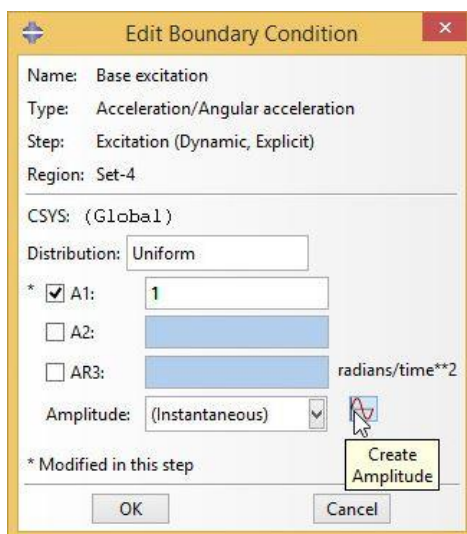 Edit Boundary Condition
Name: Base excitation
Type: Acceleration/Angular acceleration
Step: Excitation (Dynamic, Explicit)
Region: Set-4
CSYS: (Global)
Distribution: Uniform
* A1: 1
A2:
AR3: radians/time**2
Amplitude: (Instantaneous)
Create
Amplitude
* Modified in this step
OK Cancel